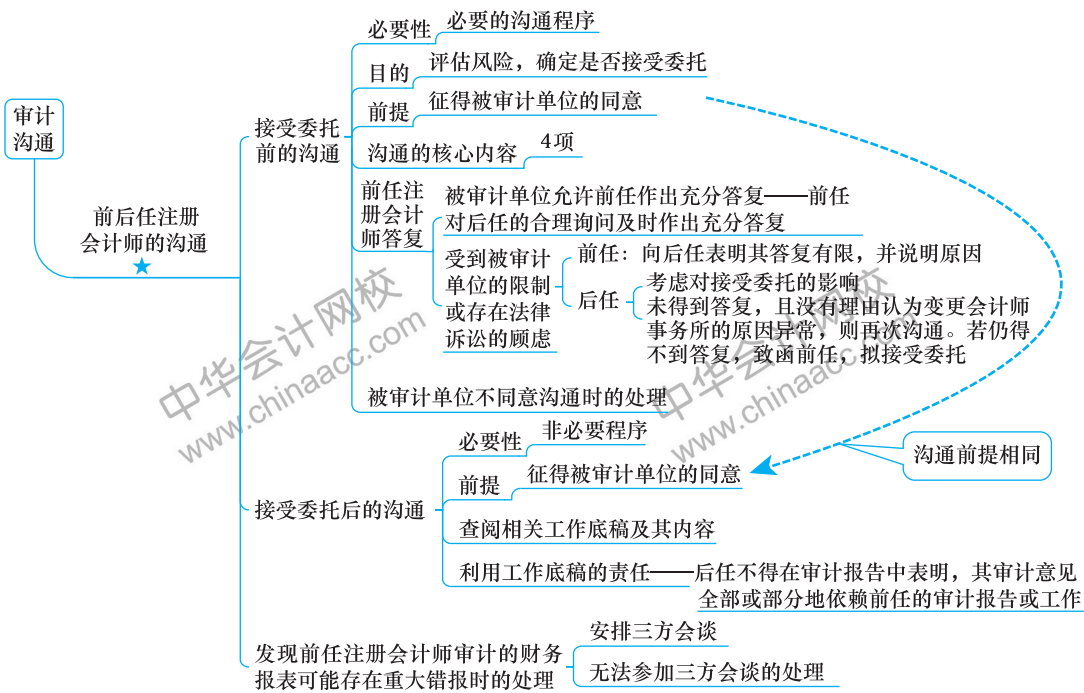 审计
沟通
前后任注册
会计师的沟通
接受委托
前的沟通
必要性
必要的沟通程序
目的
评估风险，确定是否接受委托
前提
征得被审计单位的同意
沟通的核心内容
4项
前任注
册会计
师答复
被审计单位允许前任作出充分答复——前任
对后任的合理询问及时作出充分答复
受到被审计
单位的限制
或存在法律
诉讼的顾虑
前任：向后任表明其答复有限，并说明原因
后任
考虑对接受委托的影响
未得到答复，且没有理由认为变更会计师
事务所的原因异常，则再次沟通。若仍得
不到答复，致函前任，拟接受委托
被审计单位不同意沟通时的处理
接受委托后的沟通
必要性
非必要程序
前提
征得被审计单位的同意
沟通前提相同
查阅相关工作底稿及其内容
利用工作底稿的责任——后任不得在审计报告中表明，其审计意见
全部或部分地依赖前任的审计报告或工作
发现前任注册会计师审计的财务
报表可能存在重大错报时的处理
安排三方会谈
无法参加三方会谈的处理
中华会计网校
www.chinaacc.com
中华会计网校
www.chinaacc.com